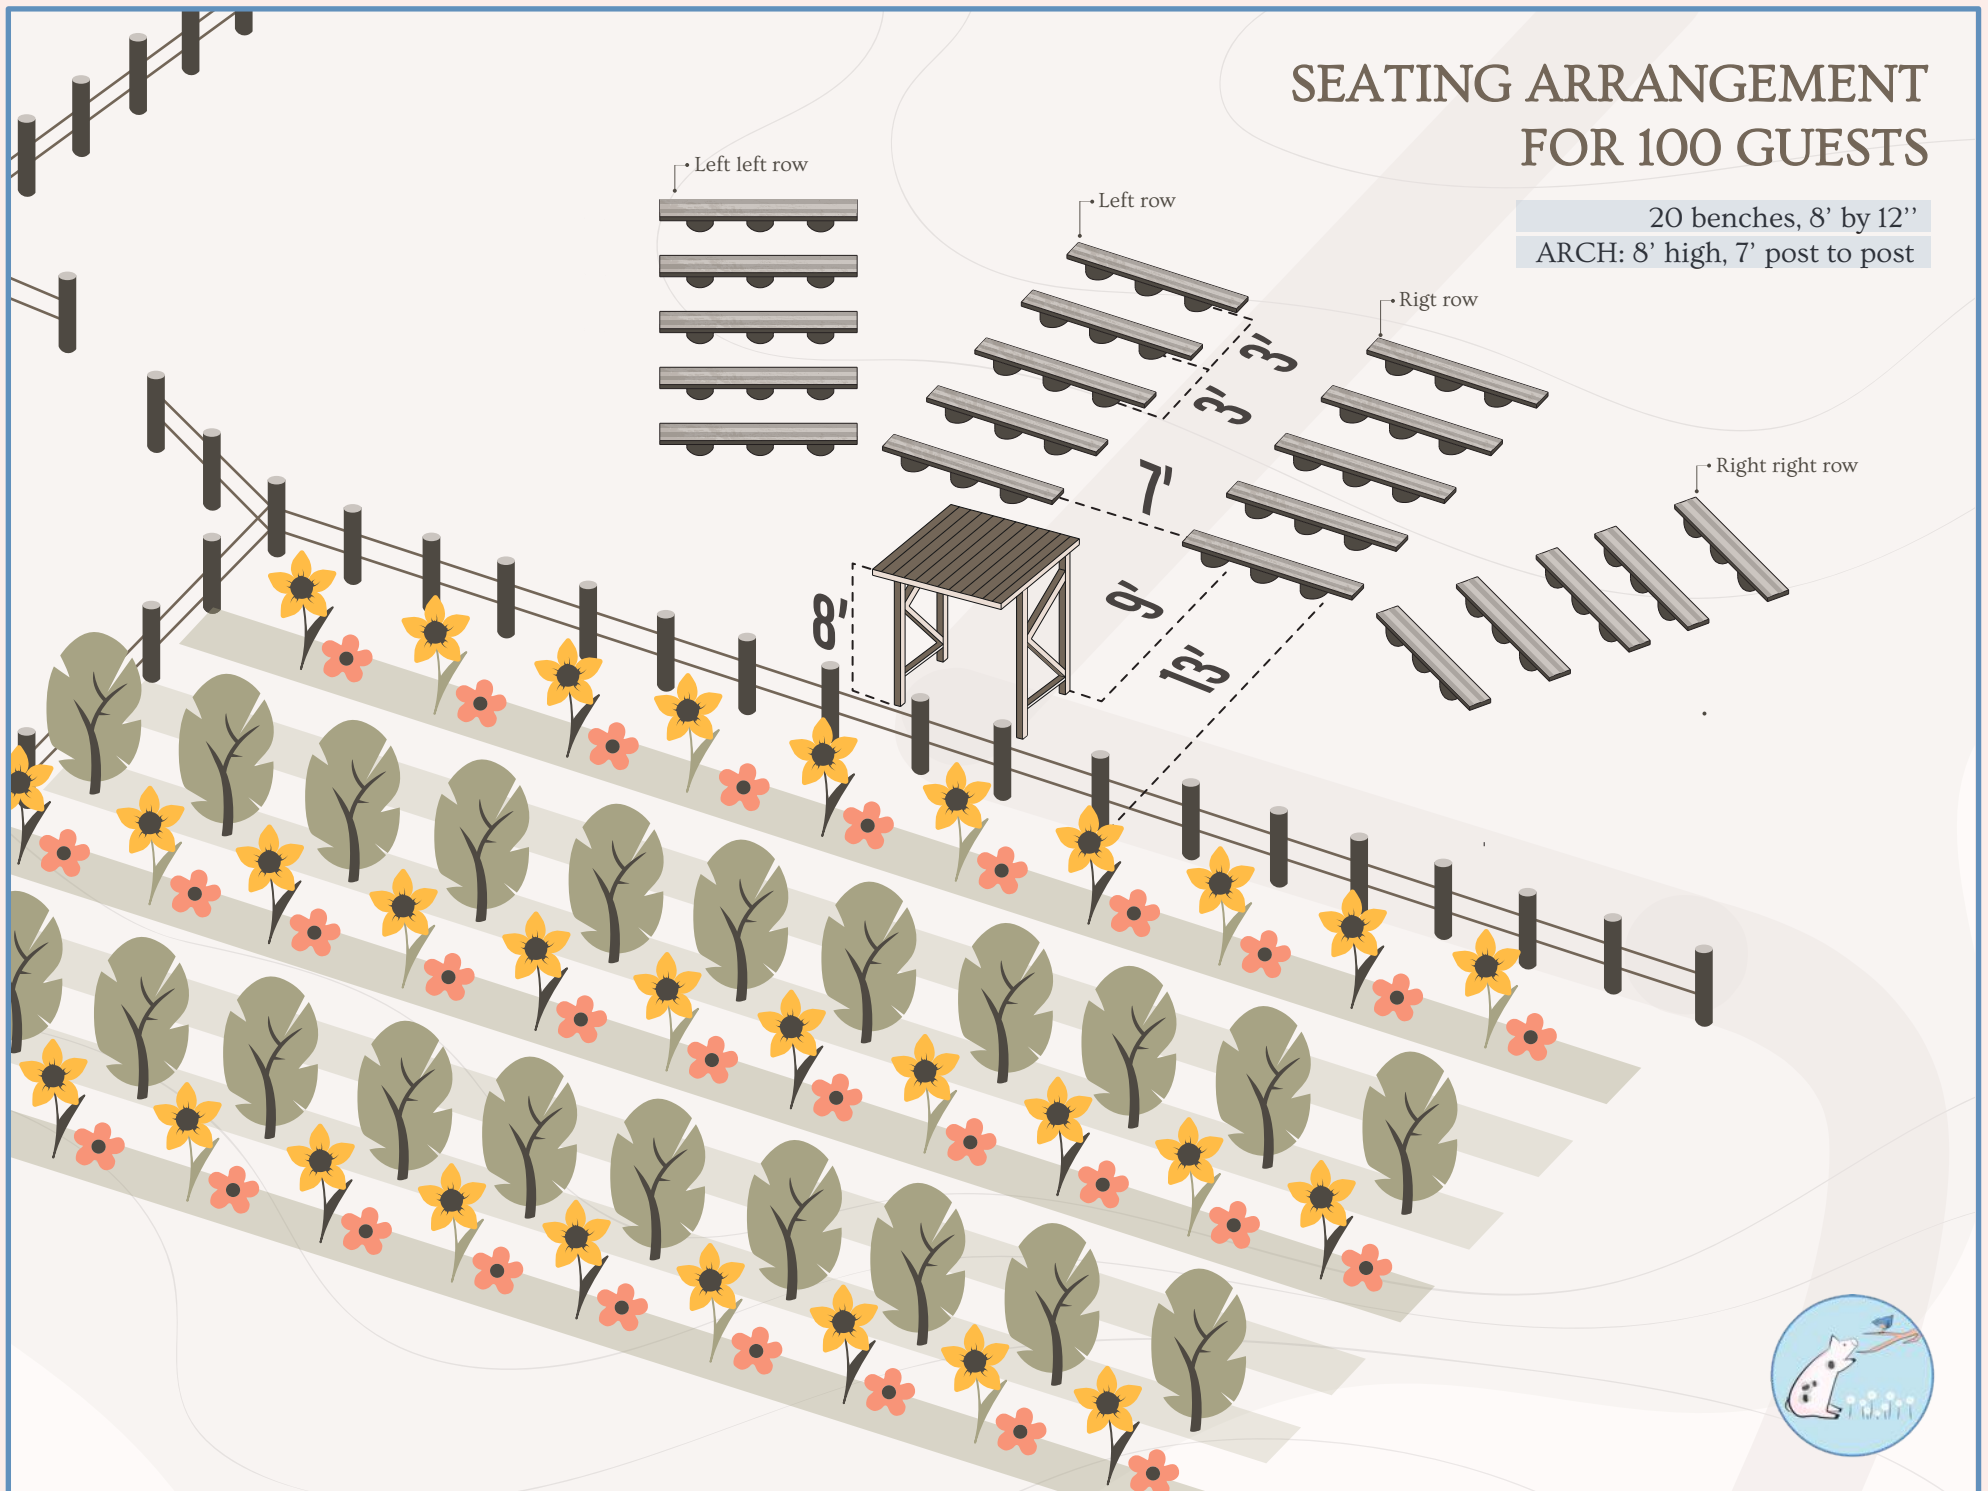 SEATING ARRANGEMENT
FOR 100 GUESTS
Left left row
Left row
20 benches, 8’ by 12’’
ARCH: 8’ high, 7’ post to post
Rigt row
3'
3'
Right right row
7'
9'
8'
13'